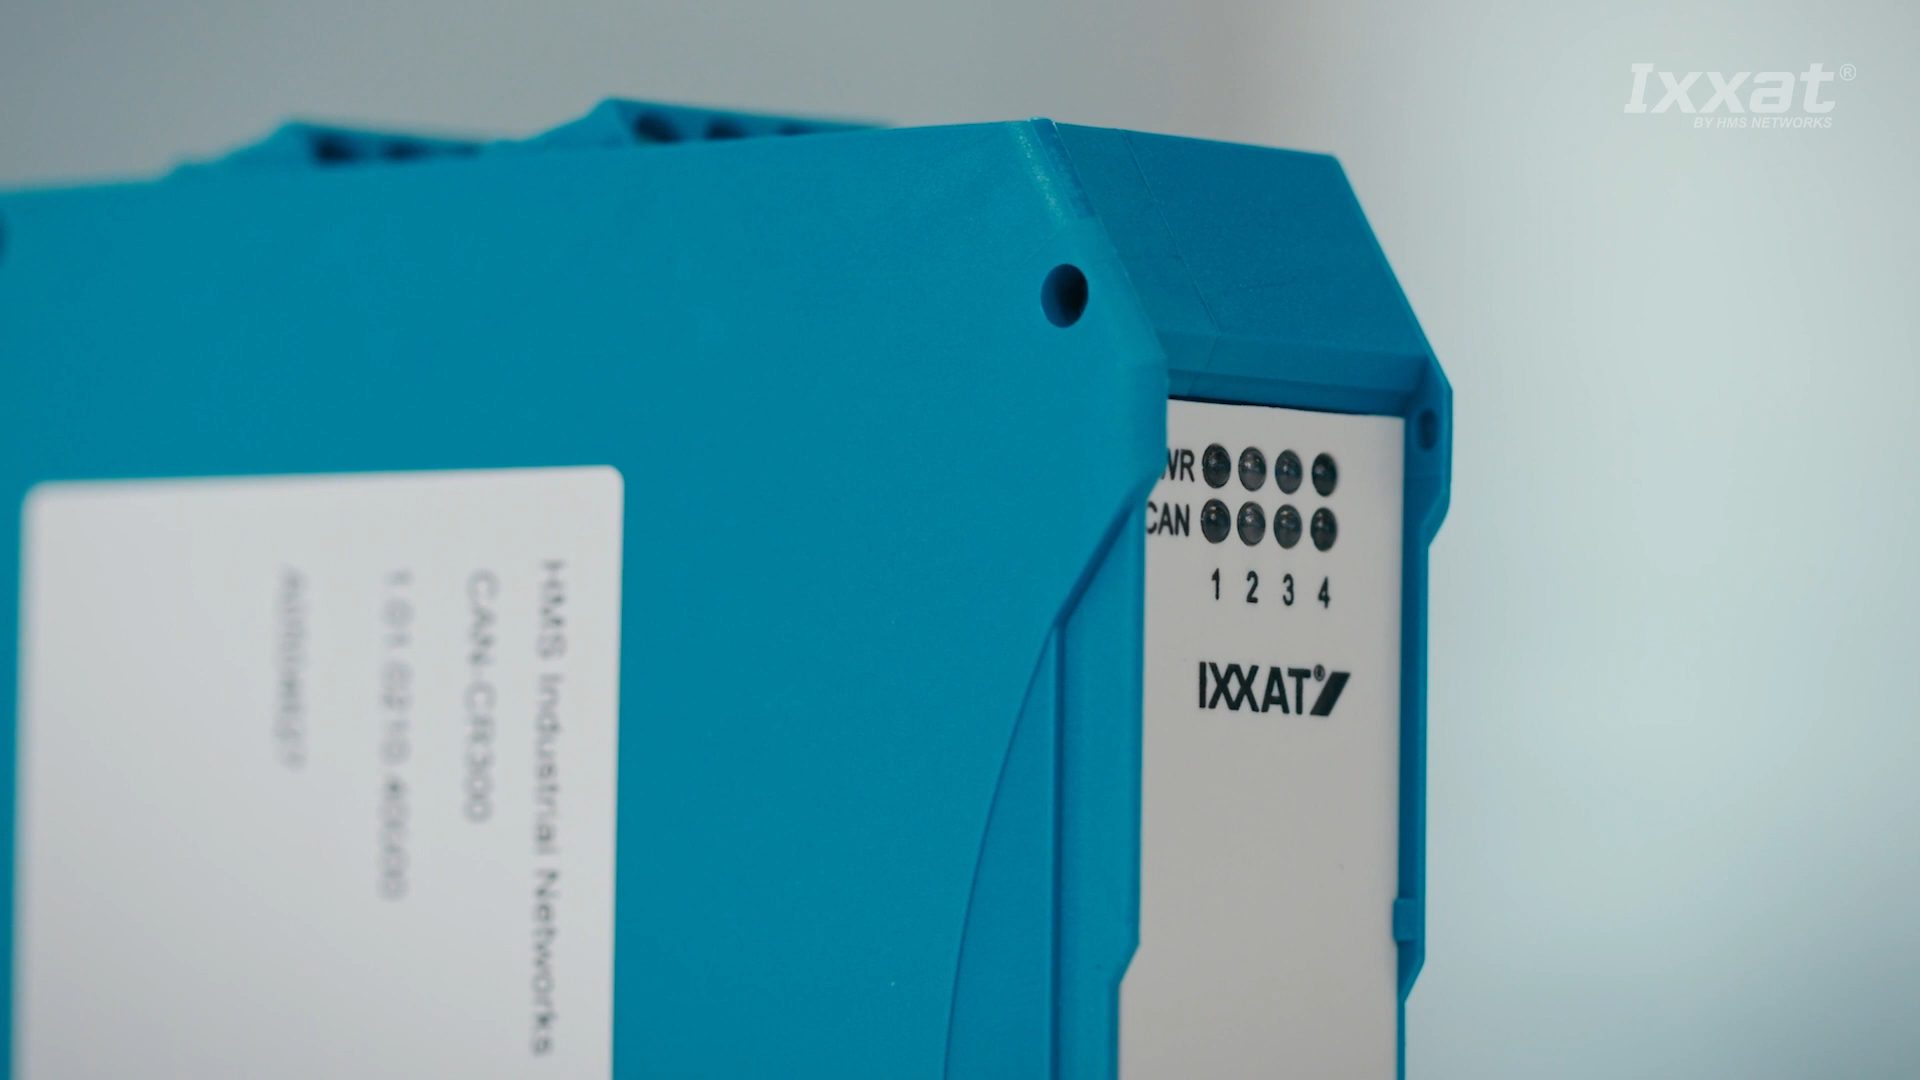 Ixxat®
BY HMS NETWORKS
WR
CAN
1 2 3 4
IXXAT®
HMS Industrial Networks
CAN-CR300